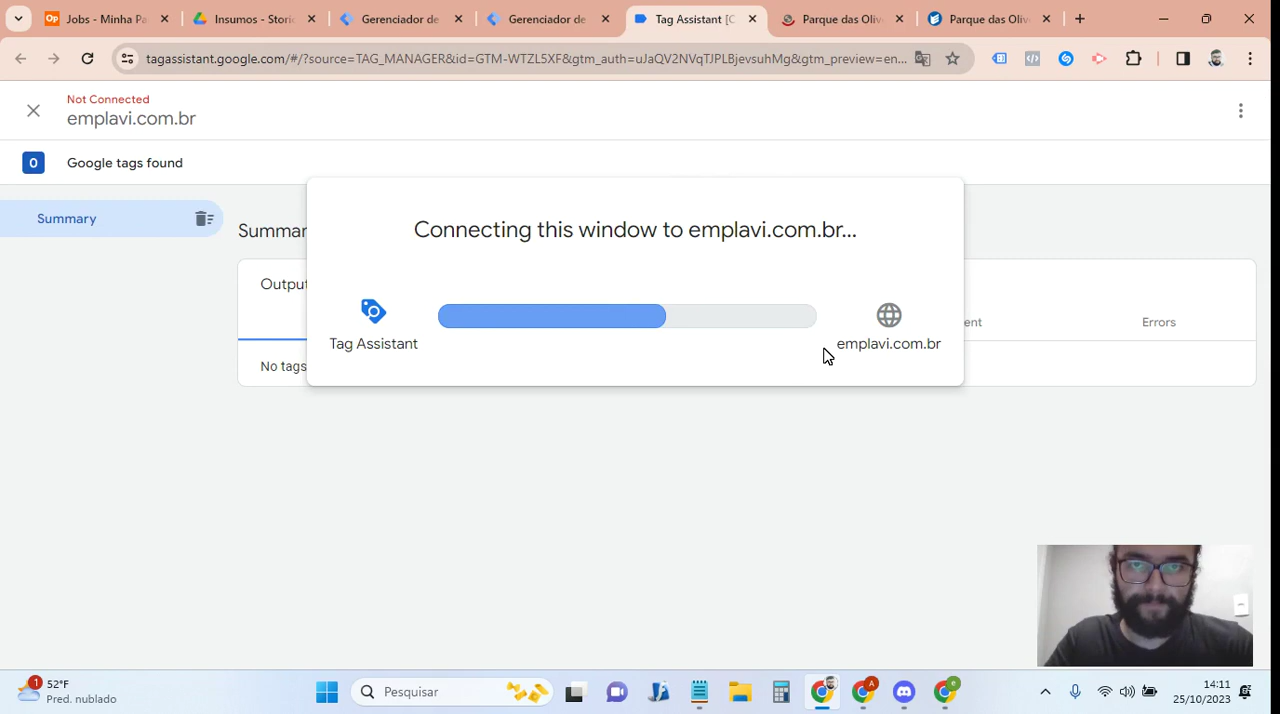 Jobs - Minha Pa
Insumos - Stori
Gerenciador de
Gerenciador de
Tag Assistant [C
Parque das Oliv
Parque das Oliv
tagassistant.google.com/#/?source=TAG_MANAGER&id=GTM-WTZL5XF&gtm_auth=uJaQV2NVqTJPLBjevsuhMg&gtm_preview=en...
Not Connected
emplavi.com.br
0 Google tags found
Summary
Summar
Output
ent
Errors
No tags
Connecting this window to emplavi.com.br...
Tag Assistant
emplavi.com.br
1
52°F
Pred. nublado
Pesquisar
14:11
25/10/2023